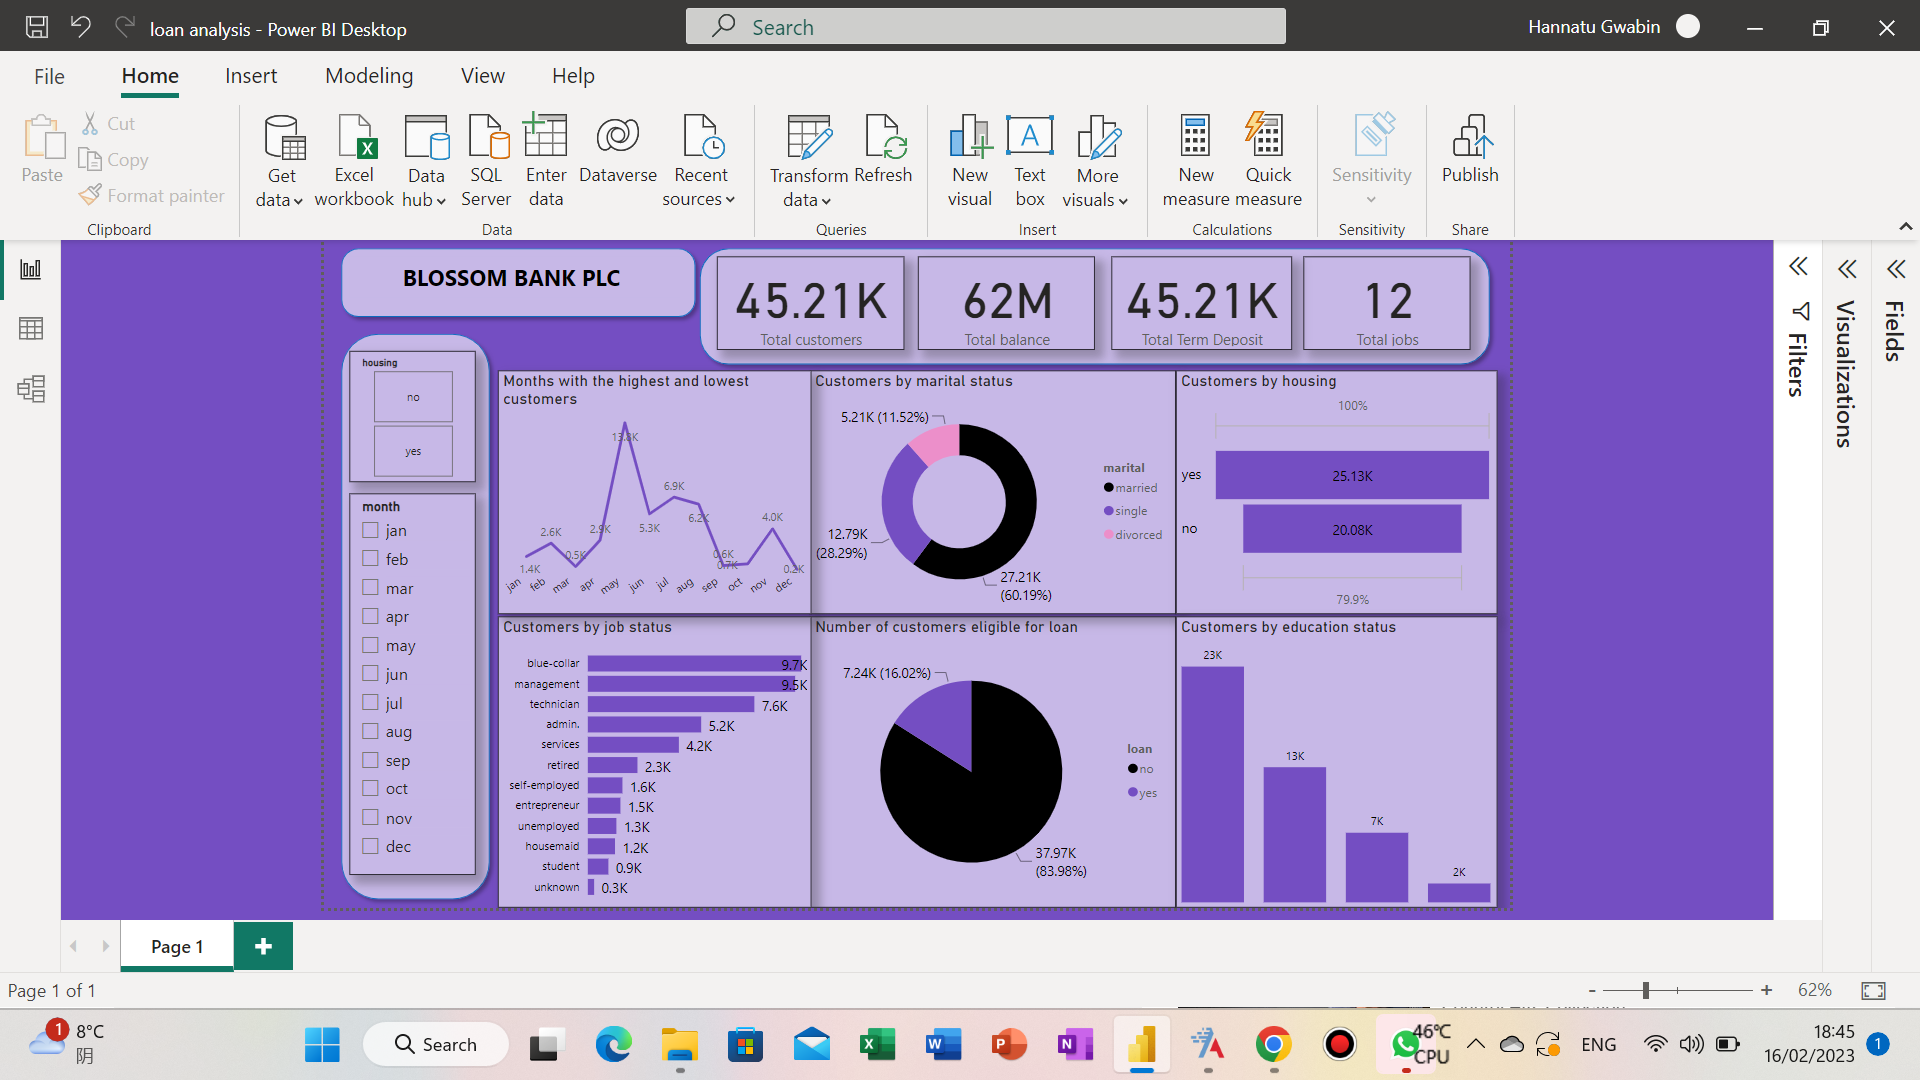 loan analysis - Power BI Desktop
Search
Hannatu Gwabin
File
Home
Insert
Modeling
View
Help
Paste
Cut
Copy
Format painter
Clipboard
Get
data
Excel
workbook
Data
hub
SQL
Server
Enter
data
Dataverse
Recent
sources
Data
Transform
data
Refresh
Queries
New
visual
Text
box
More
visuals
Insert
New
measure
Quick
measure
Calculations
Sensitivity
Sensitivity
Publish
Share
BLOSSOM BANK PLC
45.21K
Total customers
62M
Total balance
45.21K
Total Term Deposit
12
Total jobs
housing
no
yes
month
jan
feb
mar
apr
may
jun
jul
aug
sep
oct
nov
dec
Months with the highest and lowest
customers
1.4K
2.6K
0.5K
2.9K
13.8K
5.3K
6.9K
6.2K
0.6K
0.7K
4.0K
0.2K
jan
feb
mar
apr
may
jun
jul
aug
sep
oct
nov
dec
Customers by marital status
5.21K (11.52%)
12.79K
(28.29%)
27.21K
(60.19%)
marital
married
single
divorced
Customers by housing
100%
yes
25.13K
no
20.08K
79.9%
Customers by job status
blue-collar
9.7K
management
9.5K
technician
7.6K
admin.
5.2K
services
4.2K
retired
2.3K
self-employed
1.6K
entrepreneur
1.5K
unemployed
1.3K
housemaid
1.2K
student
0.9K
unknown
0.3K
Number of customers eligible for loan
7.24K (16.02%)
37.97K
(83.98%)
loan
no
yes
Customers by education status
23K
13K
7K
2K
Filters
Visualizations
Fields
Page 1
Page 1 of 1
62%
1
8°C
阴
Search
46°C
CPU
ENG
18:45
16/02/2023
1